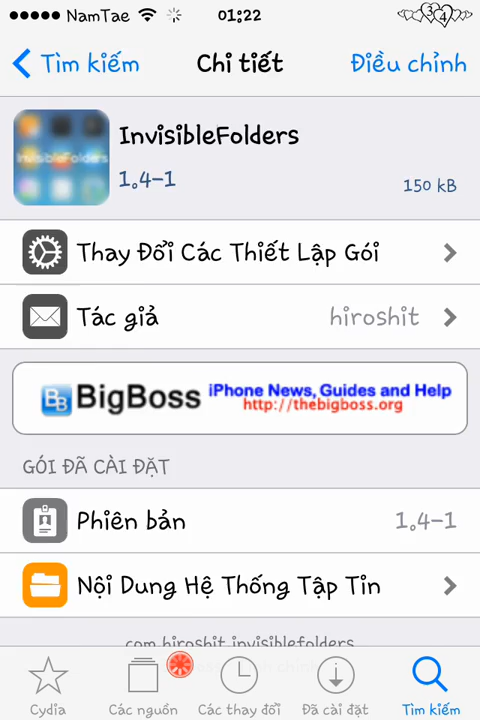 NamTae 01:22 34
Tìm kiếm Chi tiết Điều chỉnh
InvisibleFolders
InvisibleFolders
1.4-1 150 kB
Thay Đổi Các Thiết Lập Gói
Tác giả hiroshit
BB BigBoss iPhone News, Guides and Help
http://thebigboss.org
GÓI ĐÃ CÀI ĐẶT
Phiên bản 1.4-1
Nội Dung Hệ Thống Tập Tin
com.hiroshit.invisiblefolders
Cydia Các nguồn Các thay đổi Đã cài đặt Tìm kiếm